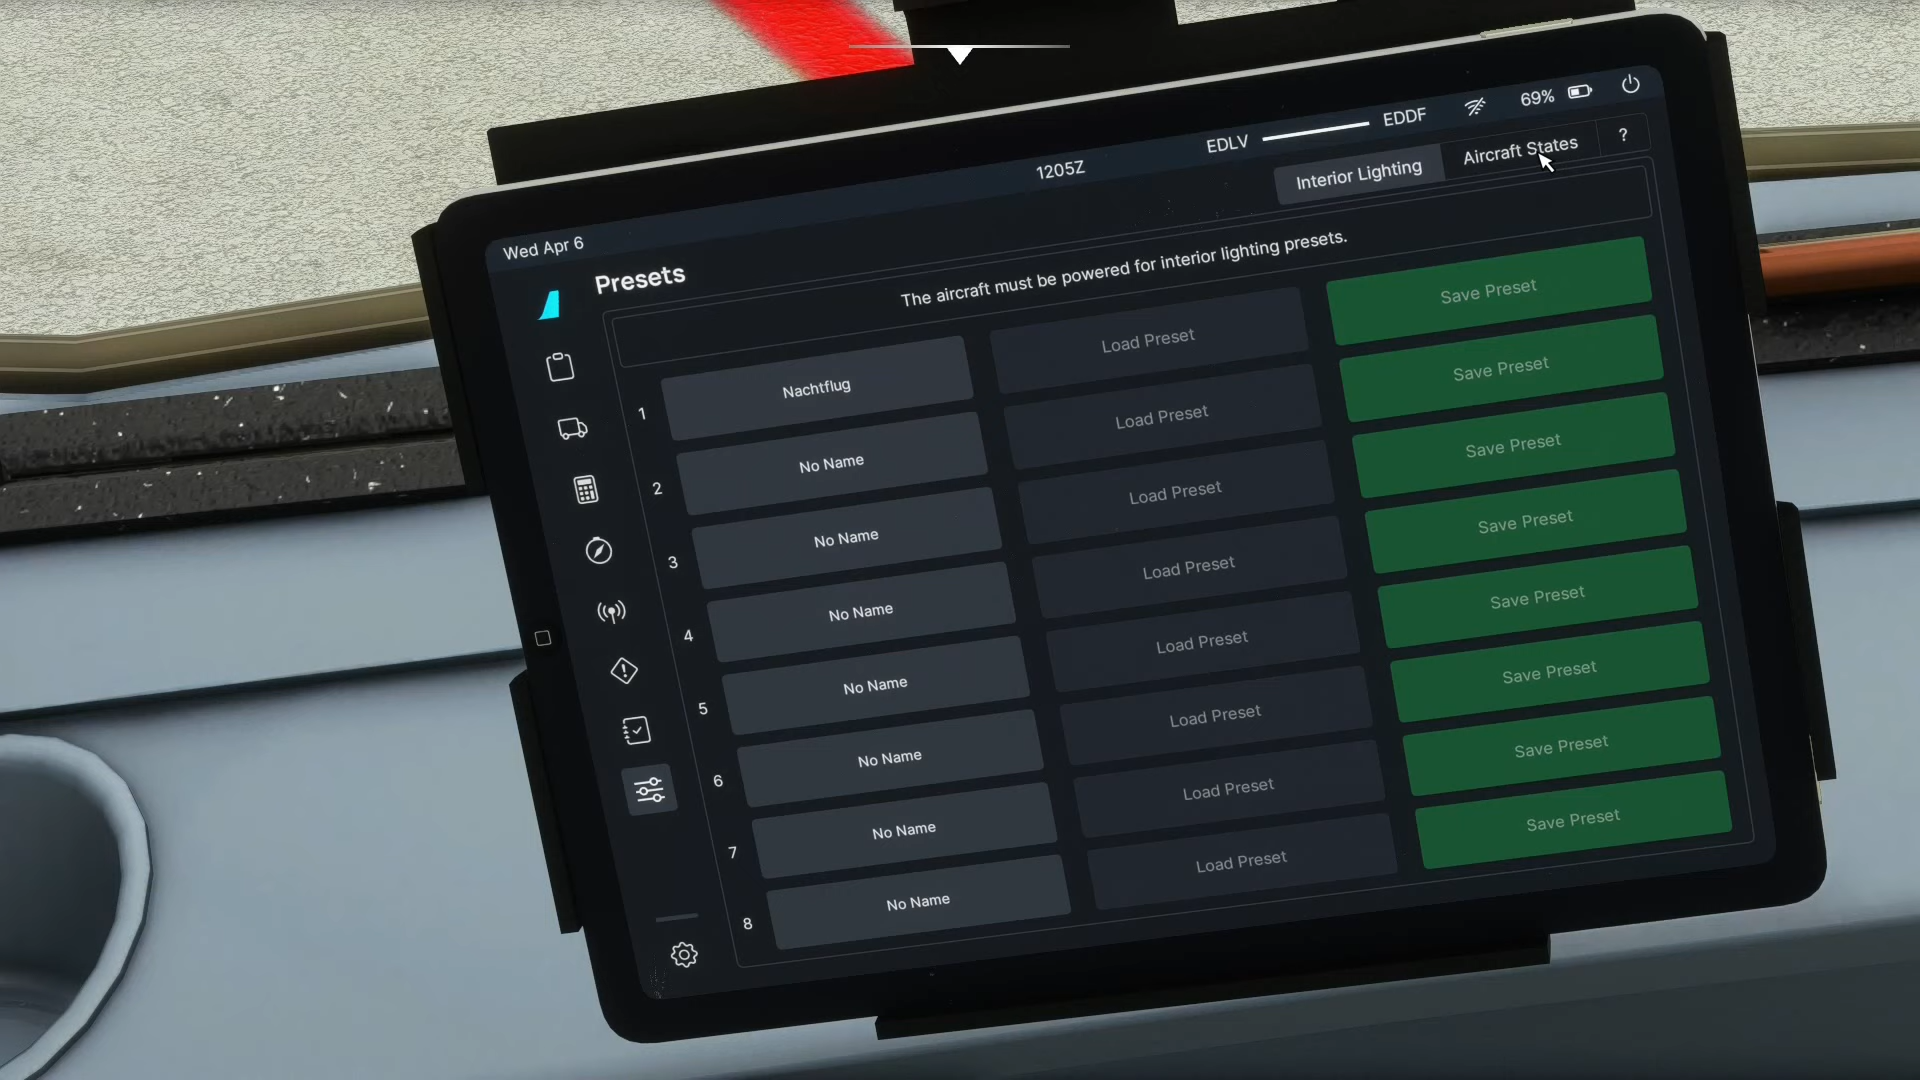 Wed Apr 6
1205Z
EDLV
EDDF
69%
Presets
Interior Lighting
Aircraft States
?
The aircraft must be powered for interior lighting presets.
1 Nachtflug Load Preset Save Preset
2 No Name Load Preset Save Preset
3 No Name Load Preset Save Preset
4 No Name Load Preset Save Preset
5 No Name Load Preset Save Preset
6 No Name Load Preset Save Preset
7 No Name Load Preset Save Preset
8 No Name Load Preset Save Preset